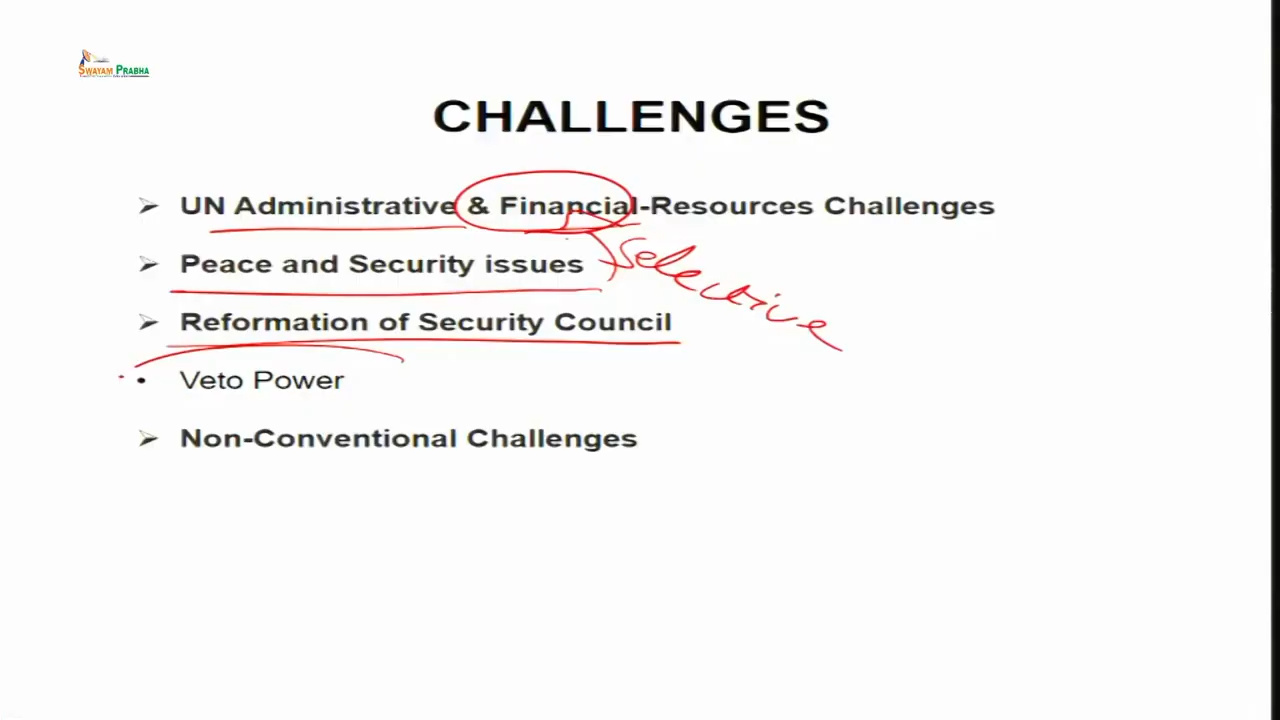 SWAYAM PRABHA
CHALLENGES
➢ UN Administrative & Financial-Resources Challenges
➢ Peace and Security issues
selective
➢ Reformation of Security Council
• Veto Power
➢ Non-Conventional Challenges